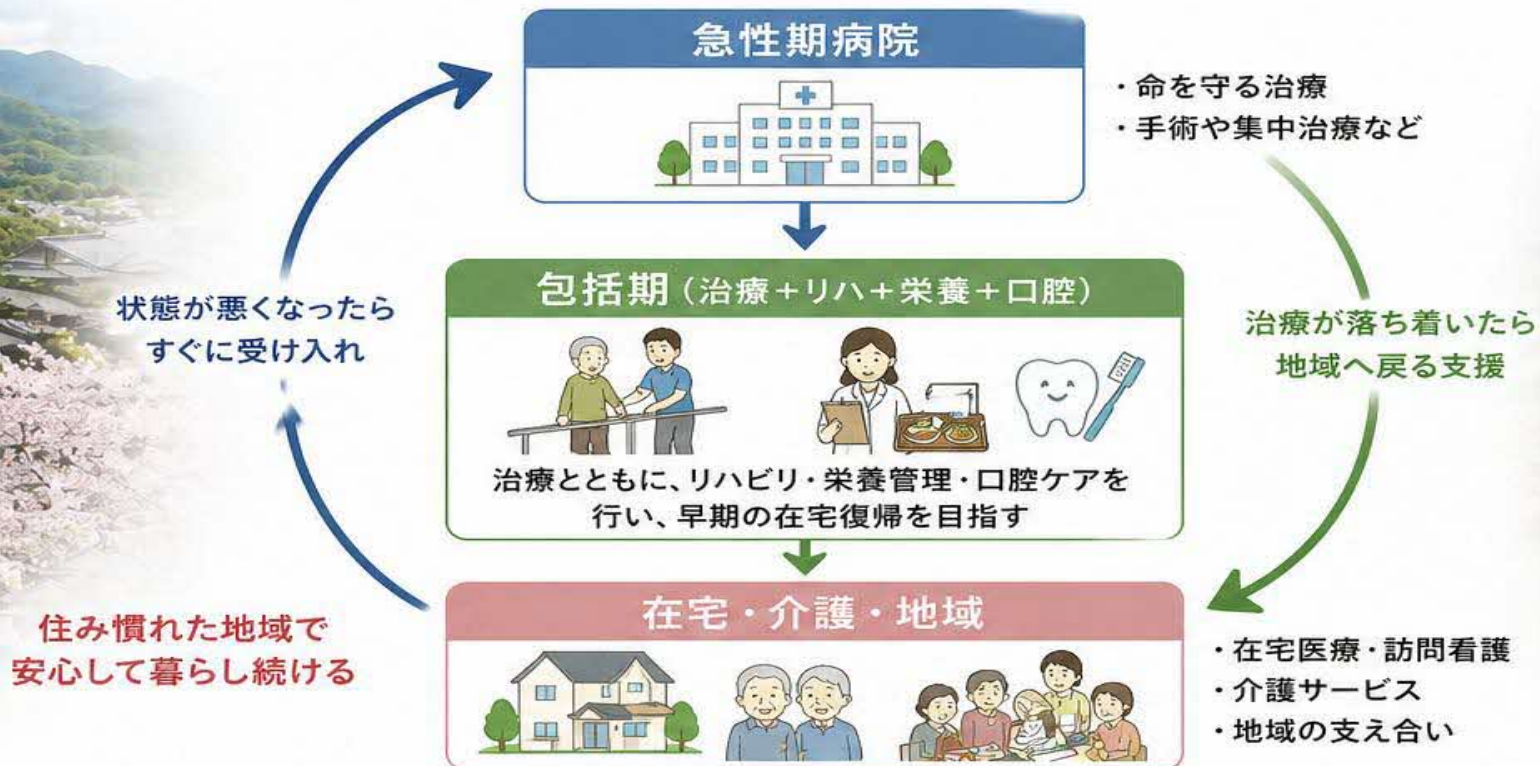 急性期病院
・命を守る治療
・手術や集中治療など
包括期（治療＋リハ＋栄養＋口腔）
治療とともに、リハビリ・栄養管理・口腔ケアを
行い、早期の在宅復帰を目指す
状態が悪くなったら
すぐに受け入れ
治療が落ち着いたら
地域へ戻る支援
在宅・介護・地域
住み慣れた地域で
安心して暮らし続ける
・在宅医療・訪問看護
・介護サービス
・地域の支え合い